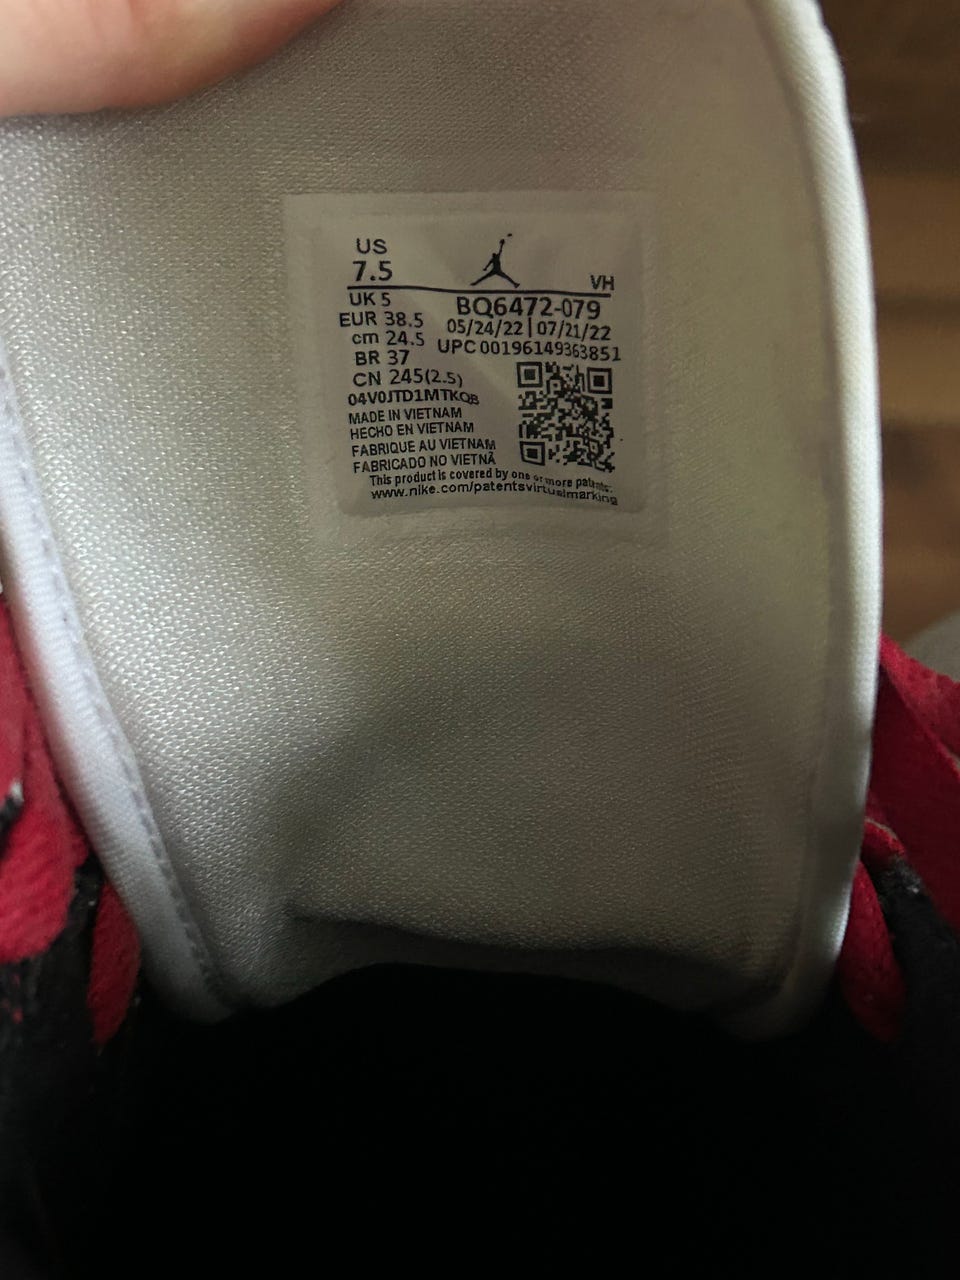 US
7.5
VH
UK 5
BQ6472-079
EUR 38.5
05/24/22 | 07/21/22
cm 24.5
UPC 00196149363851
BR 37
CN 245(2.5)
04V0JTD1MTKQB
MADE IN VIETNAM
HECHO EN VIETNAM
FABRIQUE AU VIETNAM
FABRICADO NO VIETNÃ
This product is covered by one or more patents:
www.nike.com/patentsvirtualmarking